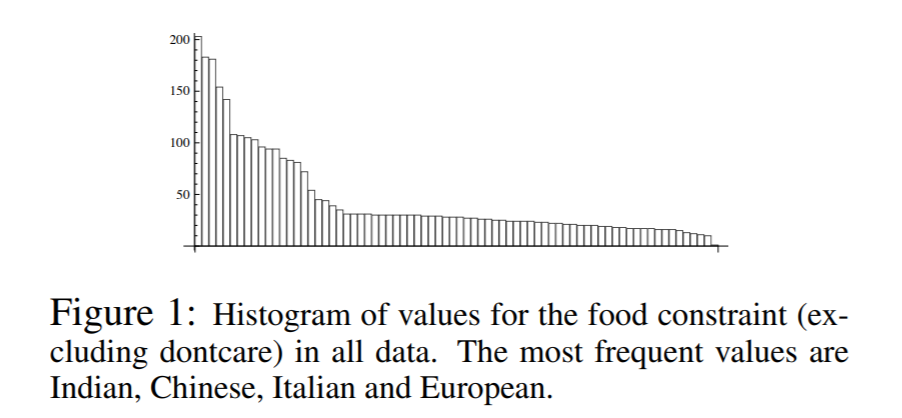 200
150
100
50
Figure 1: Histogram of values for the food constraint (ex-
cluding dontcare) in all data. The most frequent values are
Indian, Chinese, Italian and European.